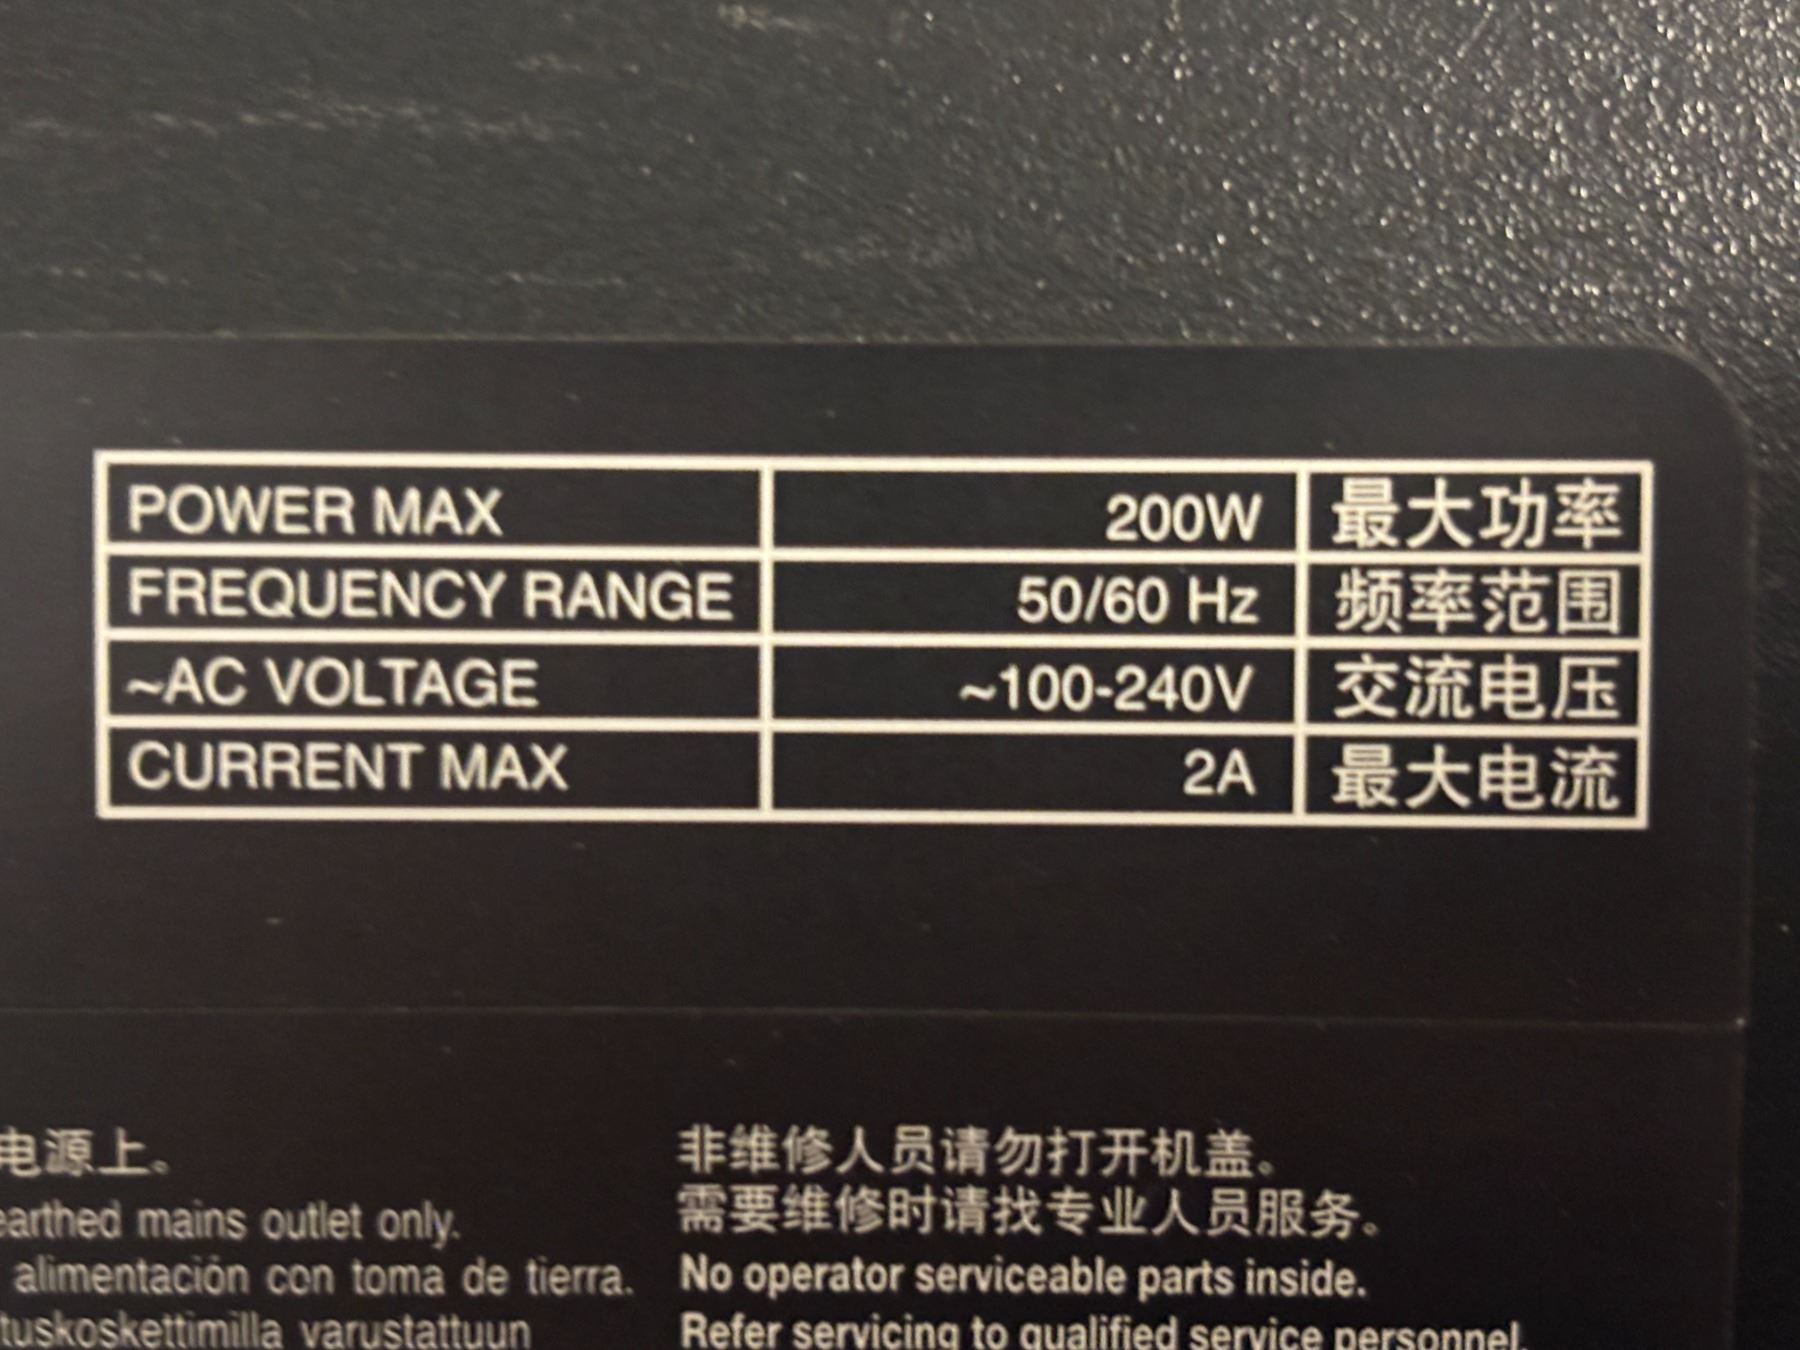 POWER MAX 200W 最大功率
FREQUENCY RANGE 50/60 Hz 频率范围
~AC VOLTAGE ~100-240V 交流电压
CURRENT MAX 2A 最大电流
电源上。
earthed mains outlet only.
alimentación con toma de tierra.
tuskoskettimilla varustattuun
非维修人员请勿打开机盖。
需要维修时请找专业人员服务。
No operator serviceable parts inside.
Refer servicing to qualified service personnel.